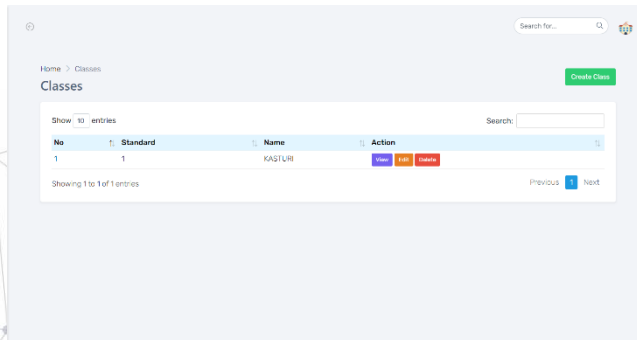 Search for...
Home > Classes
Classes
Create Class
Show 10 entries
Search:
No Standard Name Action
1 1 KASTURI View Edit Delete
Showing 1 to 1 of 1 entries
Previous 1 Next